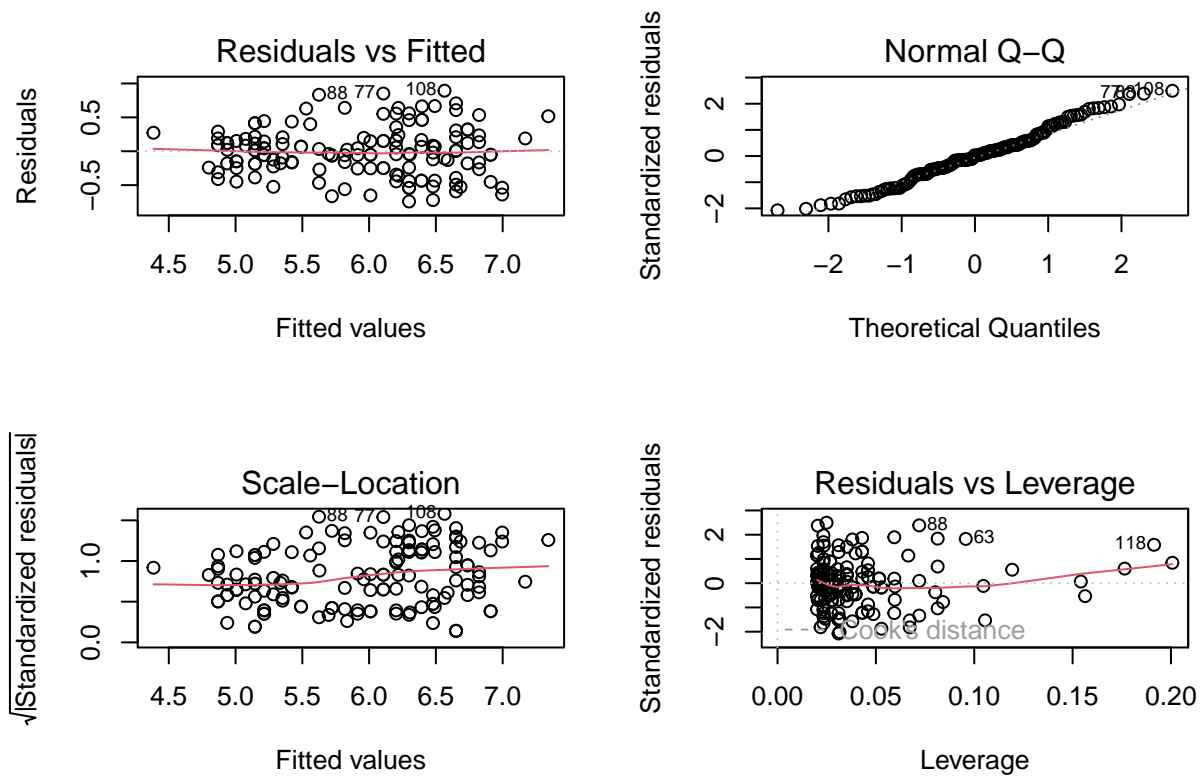 Residuals vs Fitted
Residuals
0.5
−0.5
88
77
108
4.5 5.0 5.5 6.0 6.5 7.0
Fitted values
Normal Q−Q
Standardized residuals
2
0
−2
108
−2 −1 0 1 2
Theoretical Quantiles
Scale−Location
√|Standardized residuals|
1.0
0.0
88
77
108
4.5 5.0 5.5 6.0 6.5 7.0
Fitted values
Residuals vs Leverage
Standardized residuals
2
0
−2
88
63
118
Cook's distance
0.00 0.05 0.10 0.15 0.20
Leverage